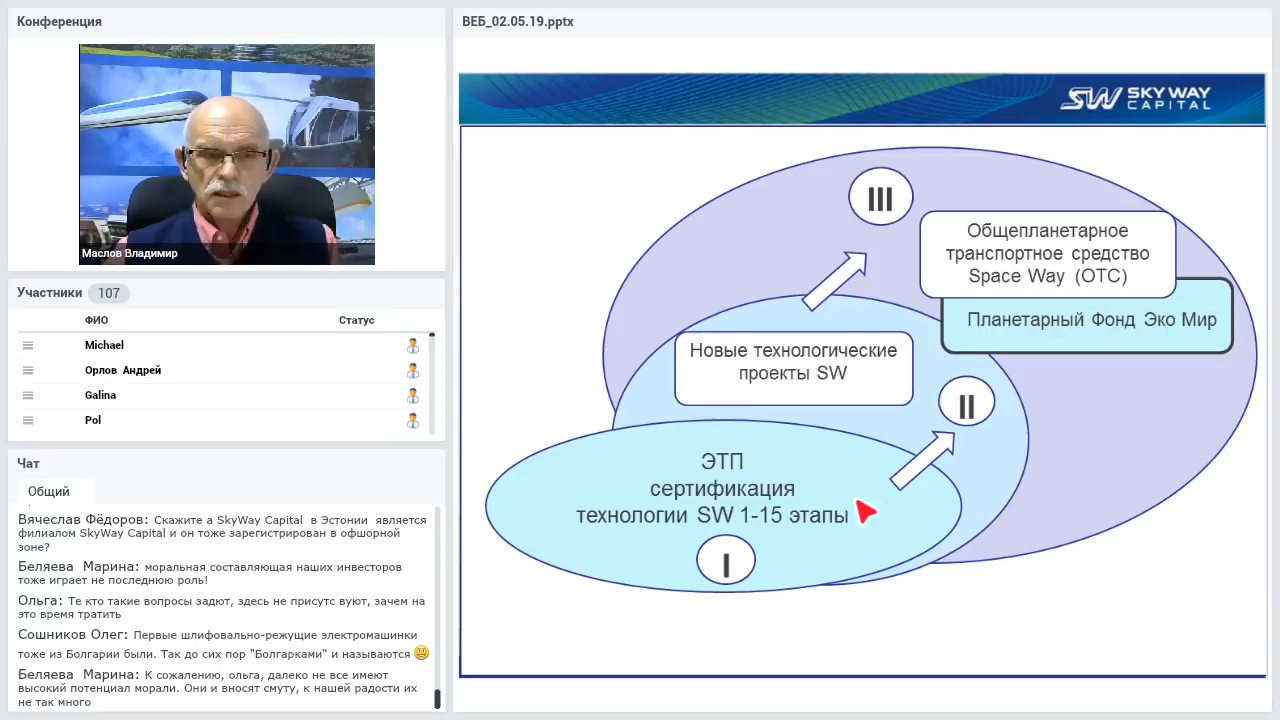 Конференция
Маслов Владимир
Участники 107
ФИО Статус
Michael
Орлов Андрей
Galina
Pol
Чат
Общий
Вячеслав Фёдоров: Скажите а SkyWay Capital в Эстонии является
филиалом SkyWay Capital и он тоже зарегистрирован в офшорной
зоне?
Беляева Марина: моральная составляющая наших инвесторов
тоже играет не последнюю роль!
Ольга: Те кто такие вопросы задют, здесь не присутс вуют, зачем на
это время тратить
Сошников Олег: Первые шлифовально-режущие электромашинки
тоже из Болгарии были. Так до сих пор "Болгарками" и называются
Беляева Марина: К сожалению, ольга, далеко не все имеют
высокий потенциал морали. Они и вносят смуту, к нашей радости их
не так много
ВЕБ_02.05.19.pptx
SW SKY WAY
CAPITAL
III
Общепланетарное
транспортное средство
Space Way (ОТС)
Планетарный Фонд Эко Мир
Новые технологические
проекты SW
II
ЭТП
сертификация
технологии SW 1-15 этапы
I